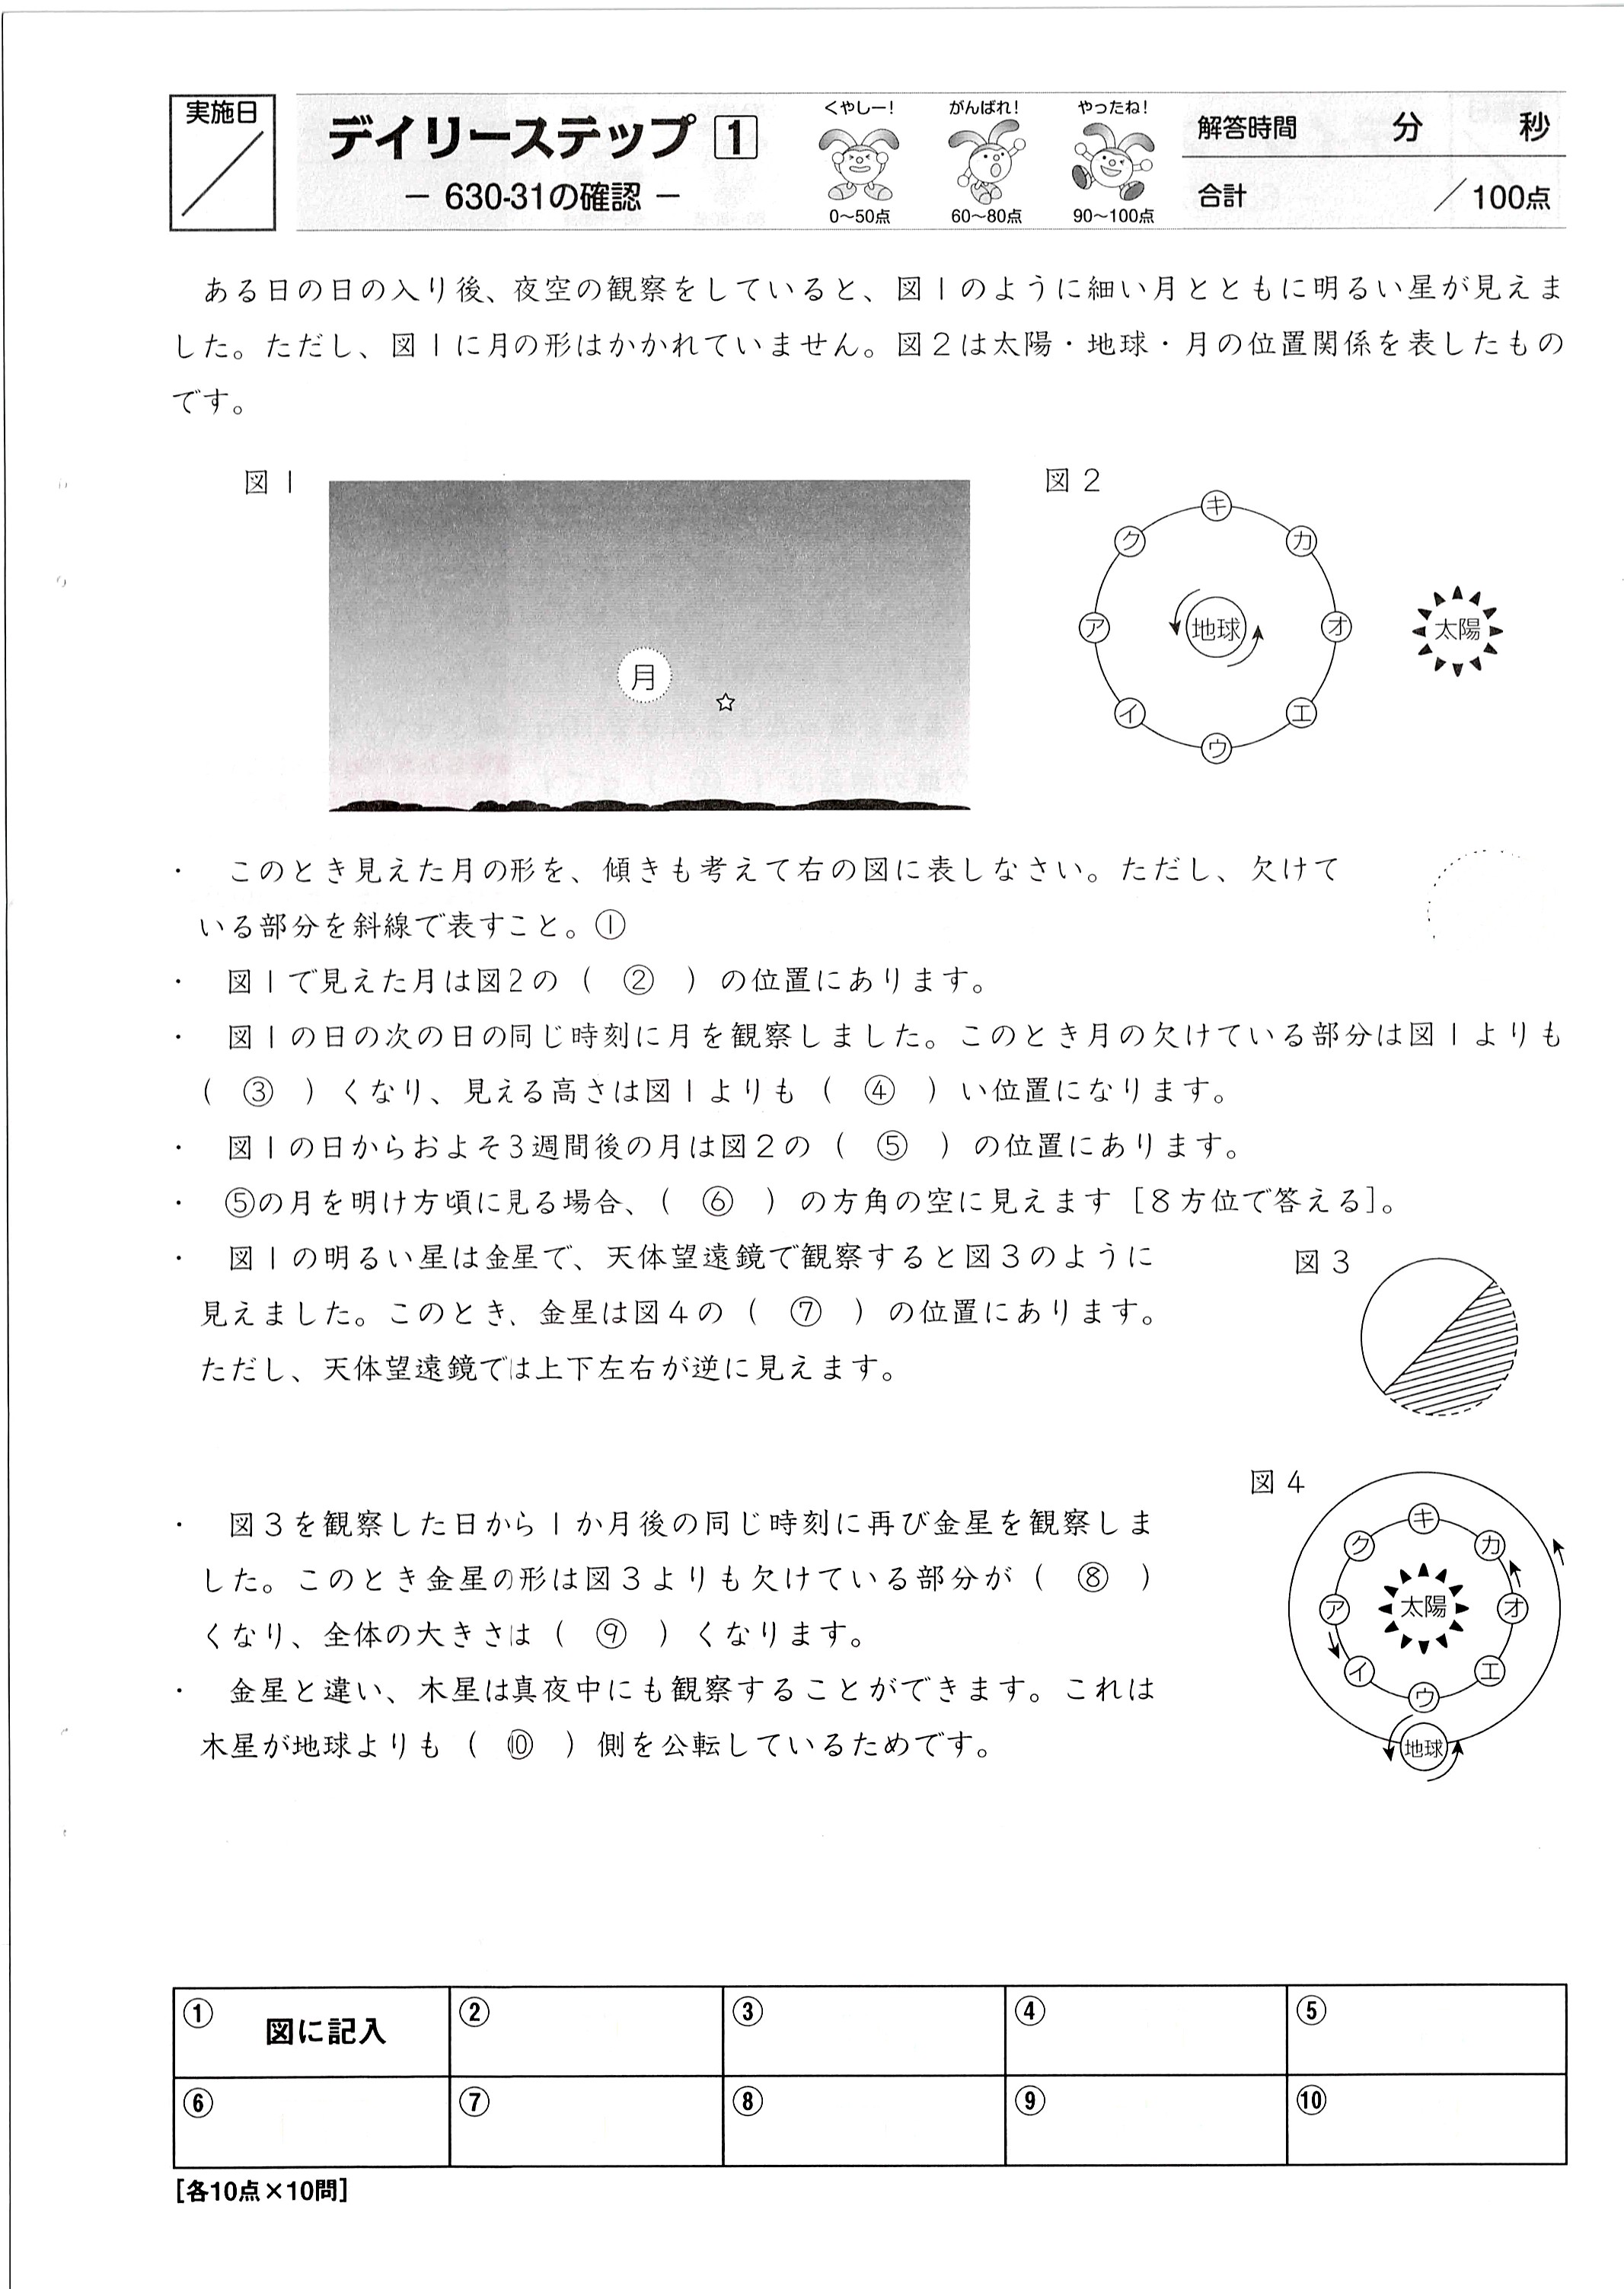 実施日
デイリーステップ 1
− 630-31の確認 −
くやしー!
0〜50点
がんばれ!
60〜80点
やったね!
90〜100点
解答時間 分 秒
合計 ／100点
ある日の日の入り後、夜空の観察をしていると、図1のように細い月とともに明るい星が見えま
した。ただし、図1に月の形はかかれていません。図2は太陽・地球・月の位置関係を表したもの
です。
図1
月
図2
キ
ク
カ
ア
地球
オ
太陽
イ
エ
ウ
・ このとき見えた月の形を、傾きも考えて右の図に表しなさい。ただし、欠けて
いる部分を斜線で表すこと。①
・ 図1で見えた月は図2の（ ② ）の位置にあります。
・ 図1の日の次の日の同じ時刻に月を観察しました。このとき月の欠けている部分は図1よりも
（ ③ ）くなり、見える高さは図1よりも（ ④ ）い位置になります。
・ 図1の日からおよそ3週間後の月は図2の（ ⑤ ）の位置にあります。
・ ⑤の月を明け方頃に見る場合、（ ⑥ ）の方角の空に見えます［8方位で答える］。
・ 図1の明るい星は金星で、天体望遠鏡で観察すると図3のように
見えました。このとき、金星は図4の（ ⑦ ）の位置にあります。
ただし、天体望遠鏡では上下左右が逆に見えます。
図3
・ 図3を観察した日から1か月後の同じ時刻に再び金星を観察しま
した。このとき金星の形は図3よりも欠けている部分が（ ⑧ ）
くなり、全体の大きさは（ ⑨ ）くなります。
・ 金星と違い、木星は真夜中にも観察することができます。これは
木星が地球よりも（ ⑩ ）側を公転しているためです。
図4
キ
ク
カ
ア
太陽
オ
イ
エ
ウ
地球
① 図に記入
②
③
④
⑤
⑥
⑦
⑧
⑨
⑩
[各10点×10問]